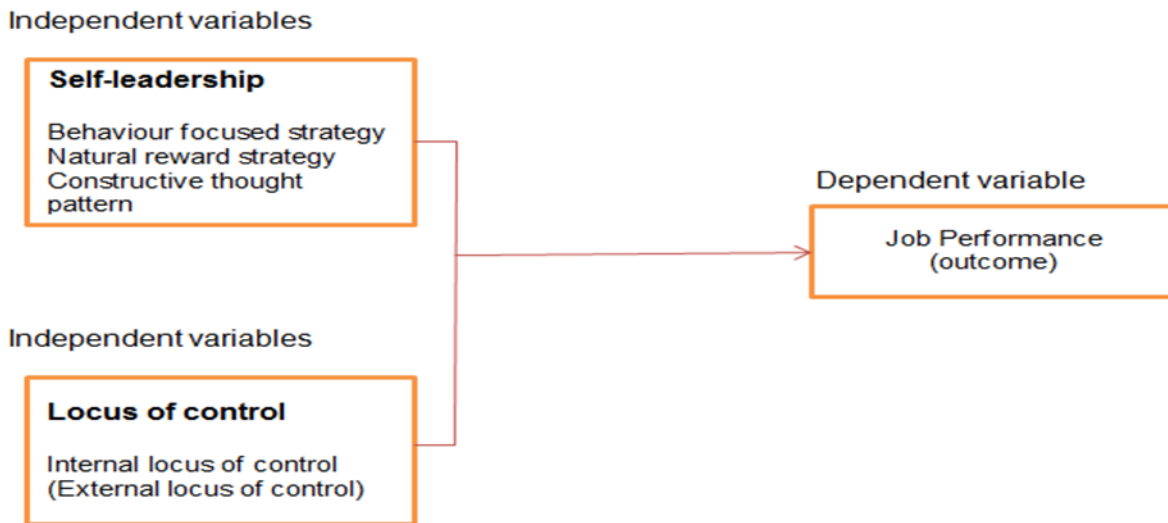 Independent variables
Self-leadership
Behaviour focused strategy
Natural reward strategy
Constructive thought
pattern
Dependent variable
Job Performance
(outcome)
Independent variables
Locus of control
Internal locus of control
(External locus of control)